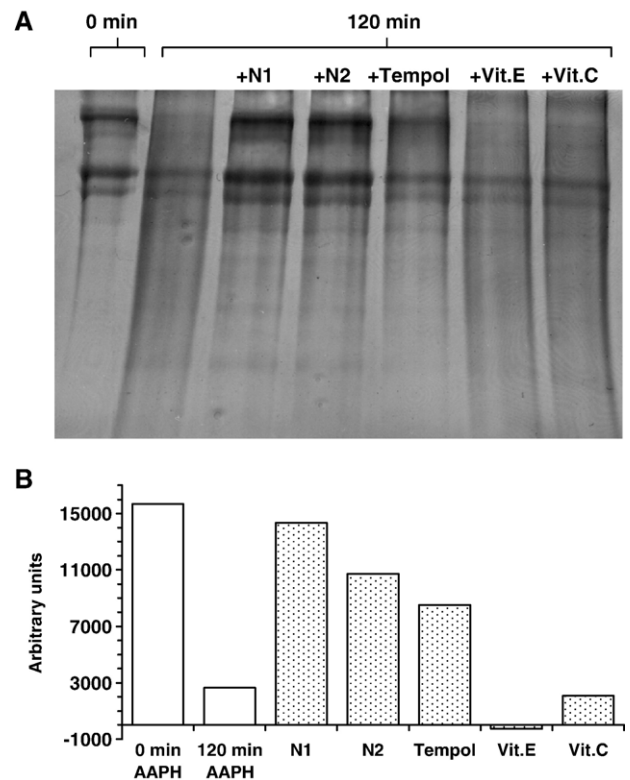 A
0 min 120 min
+N1 +N2 +Tempol +Vit.E +Vit.C
B
Arbitrary units
15000
11000
7000
3000
-1000
0 min 120 min N1 N2 Tempol Vit.E Vit.C
AAPH AAPH